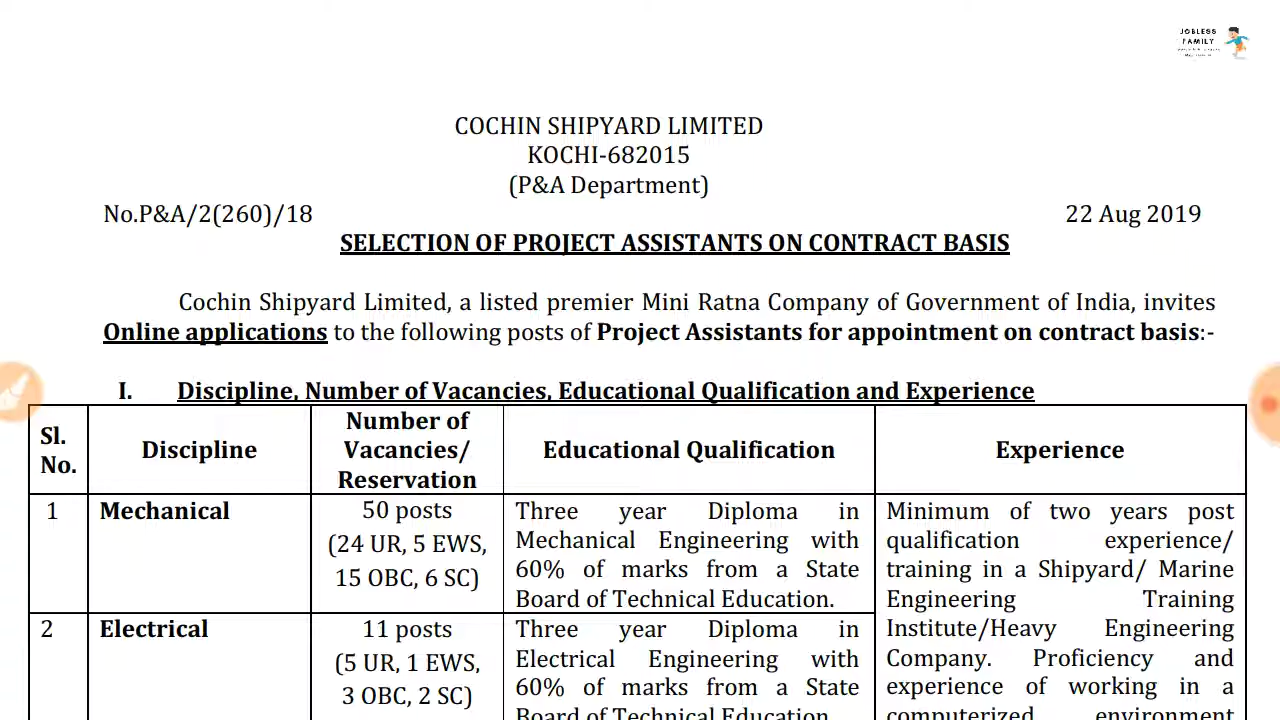 JOBLESS
FAMILY
COCHIN SHIPYARD LIMITED
KOCHI-682015
(P&A Department)
No.P&A/2(260)/18 22 Aug 2019
SELECTION OF PROJECT ASSISTANTS ON CONTRACT BASIS
Cochin Shipyard Limited, a listed premier Mini Ratna Company of Government of India, invites
Online applications to the following posts of Project Assistants for appointment on contract basis:-
I. Discipline, Number of Vacancies, Educational Qualification and Experience
Sl.
No.
Discipline
Number of
Vacancies/
Reservation
Educational Qualification
Experience
1
Mechanical
50 posts
(24 UR, 5 EWS,
15 OBC, 6 SC)
Three year Diploma in
Mechanical Engineering with
60% of marks from a State
Board of Technical Education.
Minimum of two years post
qualification experience/
training in a Shipyard/ Marine
Engineering Training
Institute/Heavy Engineering
Company. Proficiency and
experience of working in a
computerized environment
2
Electrical
11 posts
(5 UR, 1 EWS,
3 OBC, 2 SC)
Three year Diploma in
Electrical Engineering with
60% of marks from a State
Board of Technical Education.